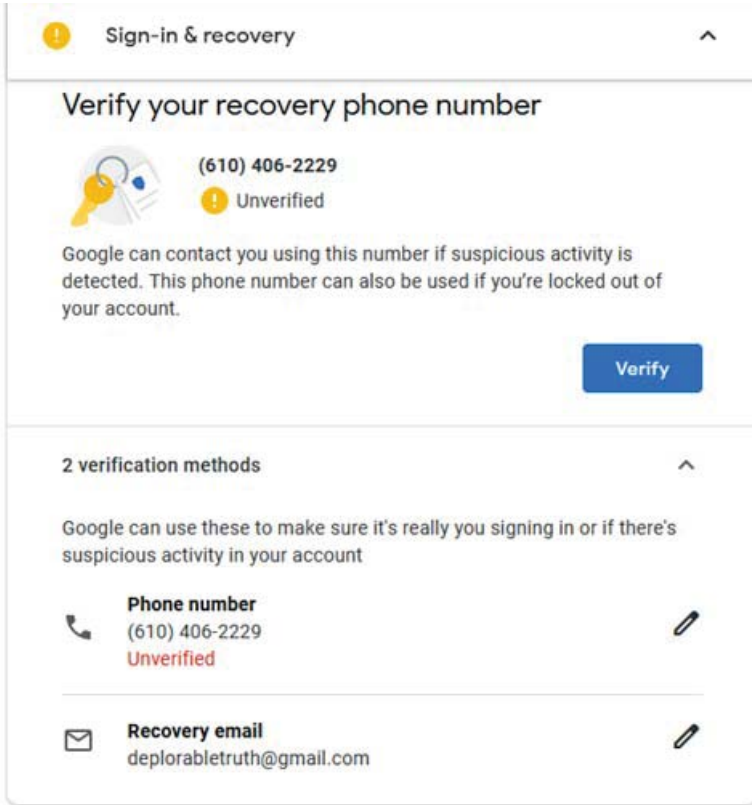 Sign-in & recovery
Verify your recovery phone number
(610) 406-2229
Unverified
Google can contact you using this number if suspicious activity is
detected. This phone number can also be used if you're locked out of
your account.
Verify
2 verification methods
Google can use these to make sure it's really you signing in or if there's
suspicious activity in your account
Phone number
(610) 406-2229
Unverified
Recovery email
deplorabletruth@gmail.com